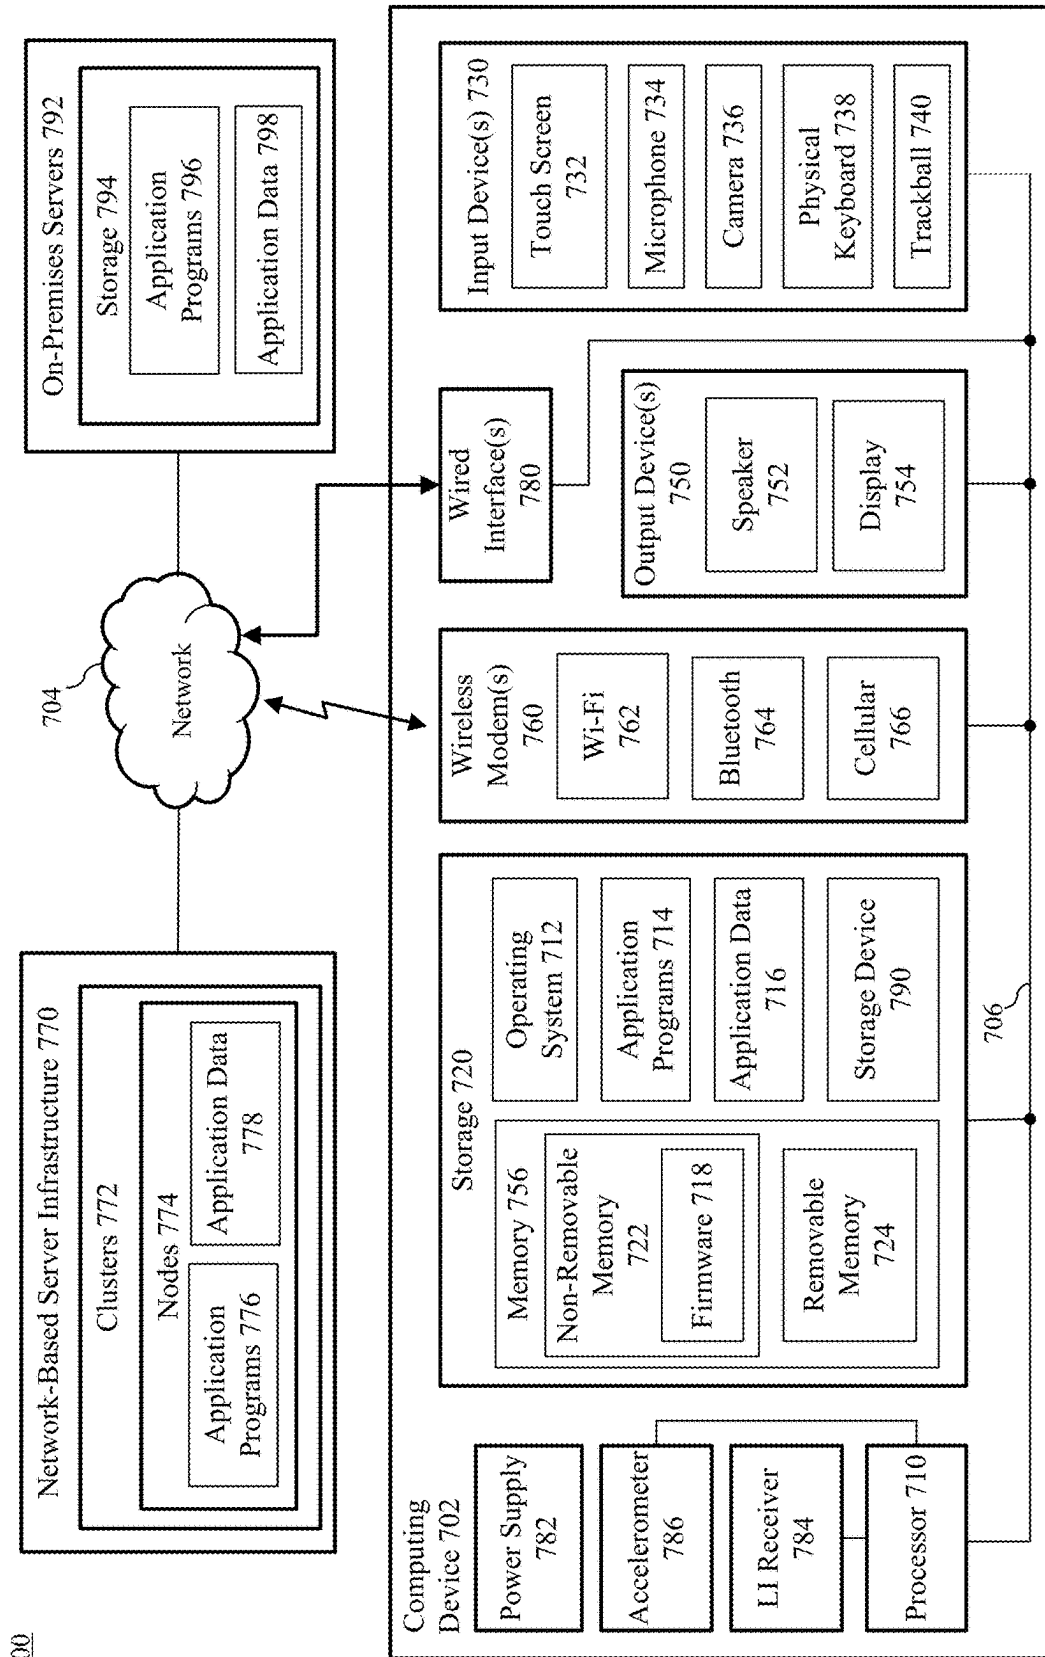 00
Network-Based Server Infrastructure 770
Clusters 772
Nodes 774
Application
Programs 776
Application Data
778
704
Network
On-Premises Servers 792
Storage 794
Application
Programs 796
Application Data 798
Computing
Device 702
Power Supply
782
Accelerometer
786
LI Receiver
784
Processor 710
Storage 720
Memory 756
Non-Removable
Memory
722
Firmware 718
Removable
Memory
724
Operating
System 712
Application
Programs 714
Application Data
716
Storage Device
790
706
Wireless
Modem(s)
760
Wi-Fi
762
Bluetooth
764
Cellular
766
Wired
Interface(s)
780
Output Device(s)
750
Speaker
752
Display
754
Input Device(s) 730
Touch Screen
732
Microphone 734
Camera 736
Physical
Keyboard 738
Trackball 740